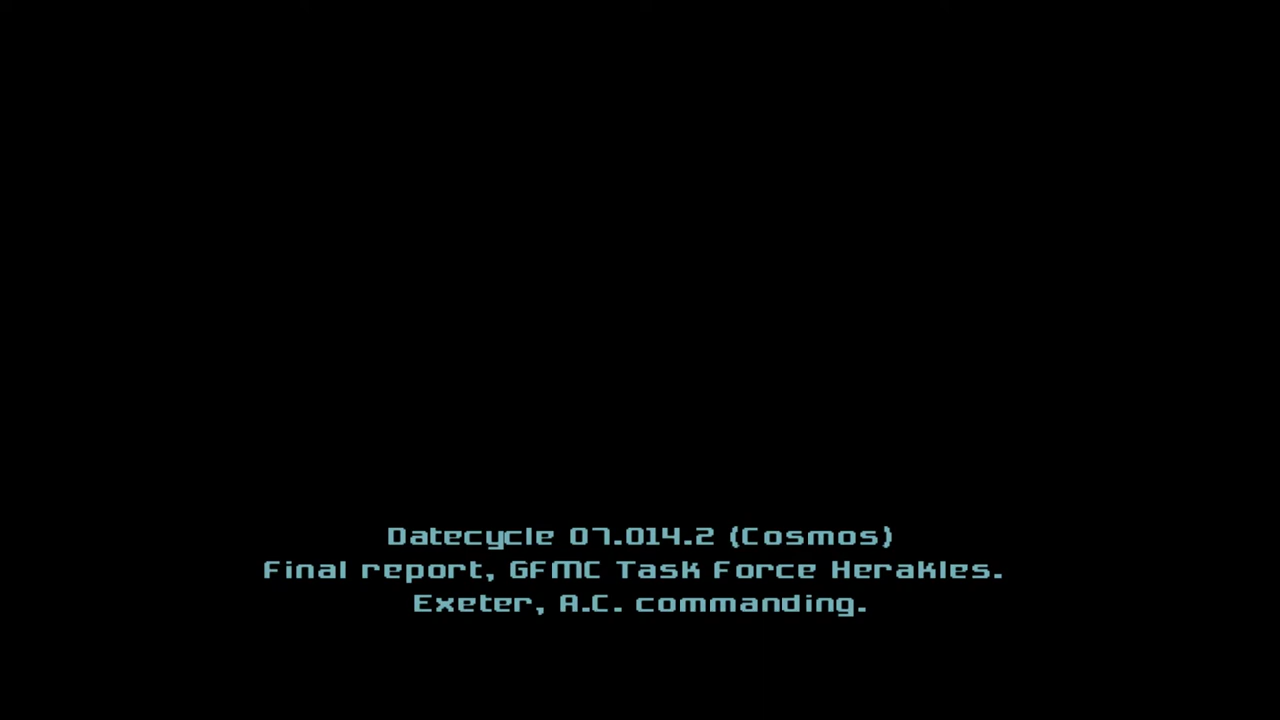 Datecycle 07.014.2 (Cosmos)
Final report, GFMC Task Force Herakles.
Exeter, A.C. commanding.